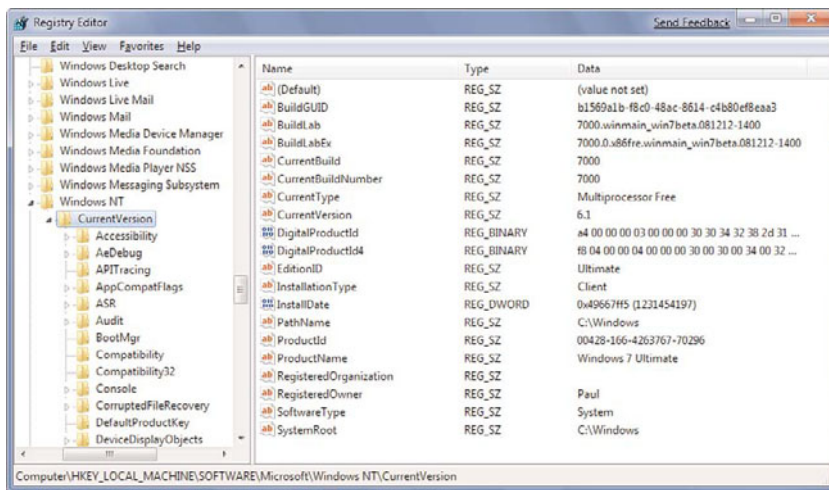 Registry Editor
Send Feedback
File Edit View Favorites Help
Windows Desktop Search
Windows Live
Windows Live Mail
Windows Mail
Windows Media Device Manager
Windows Media Foundation
Windows Media Player NSS
Windows Messaging Subsystem
Windows NT
CurrentVersion
Accessibility
AeDebug
APITracing
AppCompatFlags
ASR
Audit
BootMgr
Compatibility
Compatibility32
Console
CorruptedFileRecovery
DefaultProductKey
DeviceDisplayObjects
Name Type Data
(Default) REG_SZ (value not set)
BuildGUID REG_SZ b1569a1b-f8c0-48ac-8614-c4b80ef8eaa3
BuildLab REG_SZ 7000.winmain_win7beta.081212-1400
BuildLabEx REG_SZ 7000.0.x86fre.winmain_win7beta.081212-1400
CurrentBuild REG_SZ 7000
CurrentBuildNumber REG_SZ 7000
CurrentType REG_SZ Multiprocessor Free
CurrentVersion REG_SZ 6.1
DigitalProductId REG_BINARY a4 00 00 00 03 00 00 00 30 30 34 32 38 2d 31 ...
DigitalProductId4 REG_BINARY f8 04 00 00 04 00 00 00 30 00 30 00 34 00 32 ...
EditionID REG_SZ Ultimate
InstallationType REG_SZ Client
InstallDate REG_DWORD 0x49667ff5 (1231454197)
PathName REG_SZ C:\Windows
ProductId REG_SZ 00428-166-4263767-70296
ProductName REG_SZ Windows 7 Ultimate
RegisteredOrganization REG_SZ
RegisteredOwner REG_SZ Paul
SoftwareType REG_SZ System
SystemRoot REG_SZ C:\Windows
Computer\HKEY_LOCAL_MACHINE\SOFTWARE\Microsoft\Windows NT\CurrentVersion